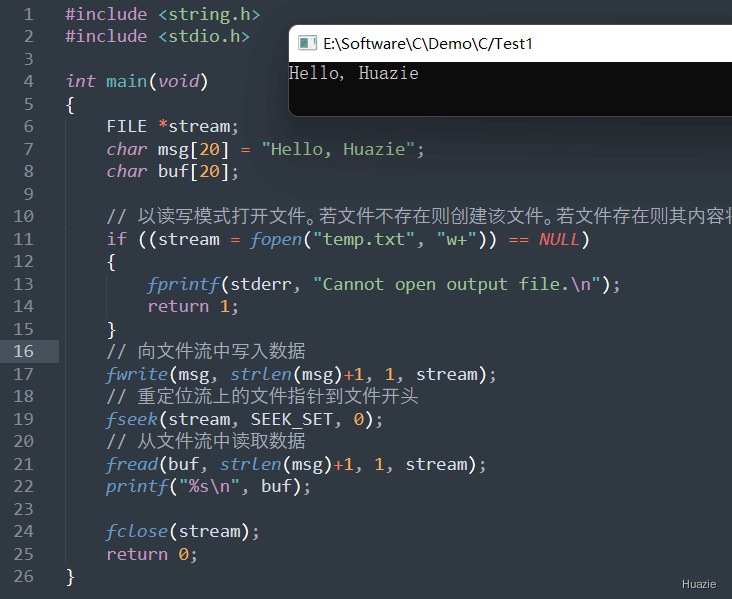 1 #include <string.h>
2 #include <stdio.h>
3
4 int main(void)
5 {
6 FILE *stream;
7 char msg[20] = "Hello, Huazie";
8 char buf[20];
9
10 // 以读写模式打开文件。若文件不存在则创建该文件。若文件存在则其内容
11 if ((stream = fopen("temp.txt", "w+")) == NULL)
12 {
13 fprintf(stderr, "Cannot open output file.\n");
14 return 1;
15 }
16 // 向文件流中写入数据
17 fwrite(msg, strlen(msg)+1, 1, stream);
18 // 重定位流上的文件指针到文件开头
19 fseek(stream, SEEK_SET, 0);
20 // 从文件流中读取数据
21 fread(buf, strlen(msg)+1, 1, stream);
22 printf("%s\n", buf);
23
24 fclose(stream);
25 return 0;
26 }
E:\Software\C\Demo\C/Test1
Hello, Huazie
Huazie